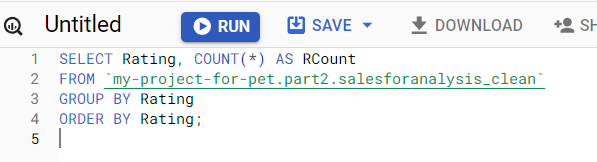 Untitled RUN SAVE DOWNLOAD SH
1 SELECT Rating, COUNT(*) AS RCount
2 FROM `my-project-for-pet.part2.salesforanalysis_clean`
3 GROUP BY Rating
4 ORDER BY Rating;
5